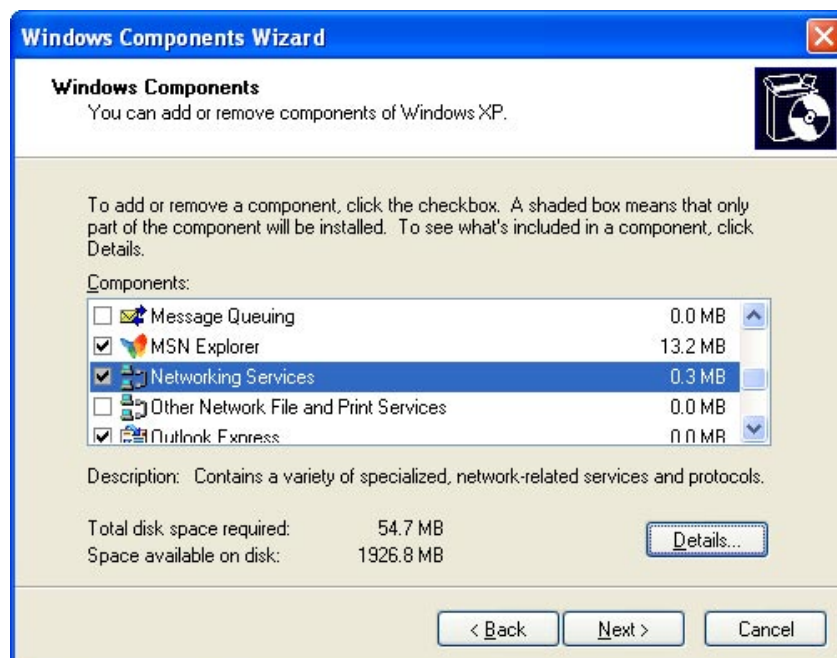 Windows Components Wizard
Windows Components
You can add or remove components of Windows XP.
To add or remove a component, click the checkbox. A shaded box means that only
part of the component will be installed. To see what's included in a component, click
Details.
Components:
Message Queuing 0.0 MB
MSN Explorer 13.2 MB
Networking Services 0.3 MB
Other Network File and Print Services 0.0 MB
Outlook Express 0.0 MB
Description: Contains a variety of specialized, network-related services and protocols.
Total disk space required: 54.7 MB
Space available on disk: 1926.8 MB
Details...
< Back Next > Cancel